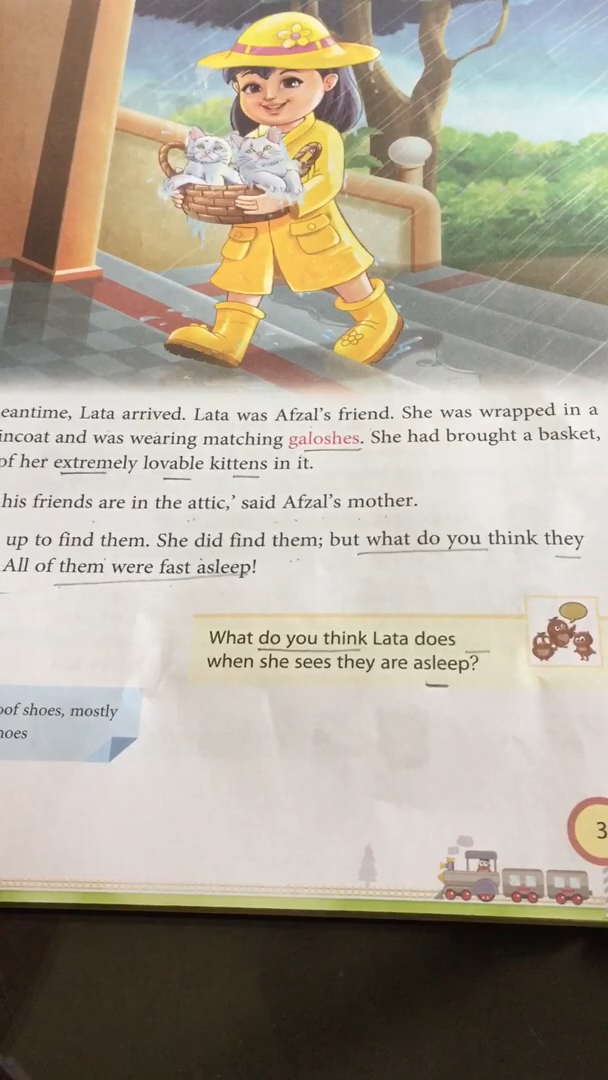 eantime, Lata arrived. Lata was Afzal's friend. She was wrapped in a
incoat and was wearing matching galoshes. She had brought a basket,
of her extremely lovable kittens in it.
his friends are in the attic,' said Afzal's mother.
up to find them. She did find them; but what do you think they
All of them were fast asleep!
What do you think Lata does
when she sees they are asleep?
oof shoes, mostly
hoes
3